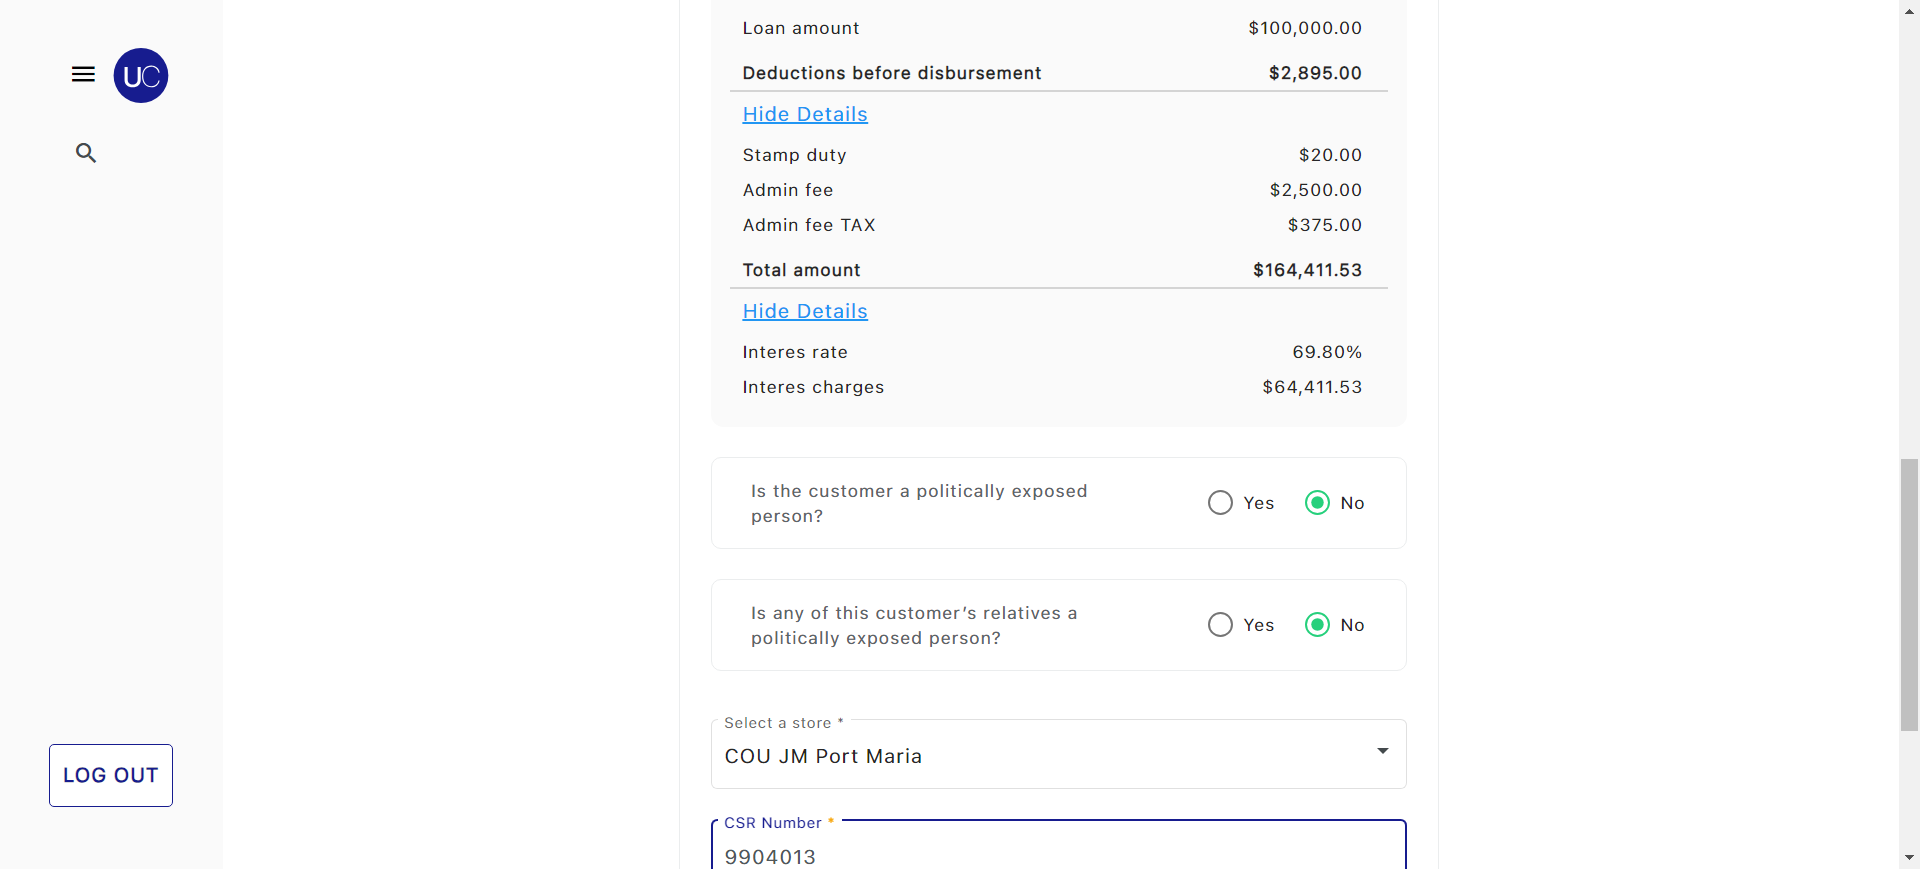 UC
LOG OUT
Loan amount $100,000.00
Deductions before disbursement $2,895.00
Hide Details
Stamp duty $20.00
Admin fee $2,500.00
Admin fee TAX $375.00
Total amount $164,411.53
Hide Details
Interes rate 69.80%
Interes charges $64,411.53
Is the customer a politically exposed
person?
Yes No
Is any of this customer’s relatives a
politically exposed person?
Yes No
Select a store *
COU JM Port Maria
CSR Number *
9904013